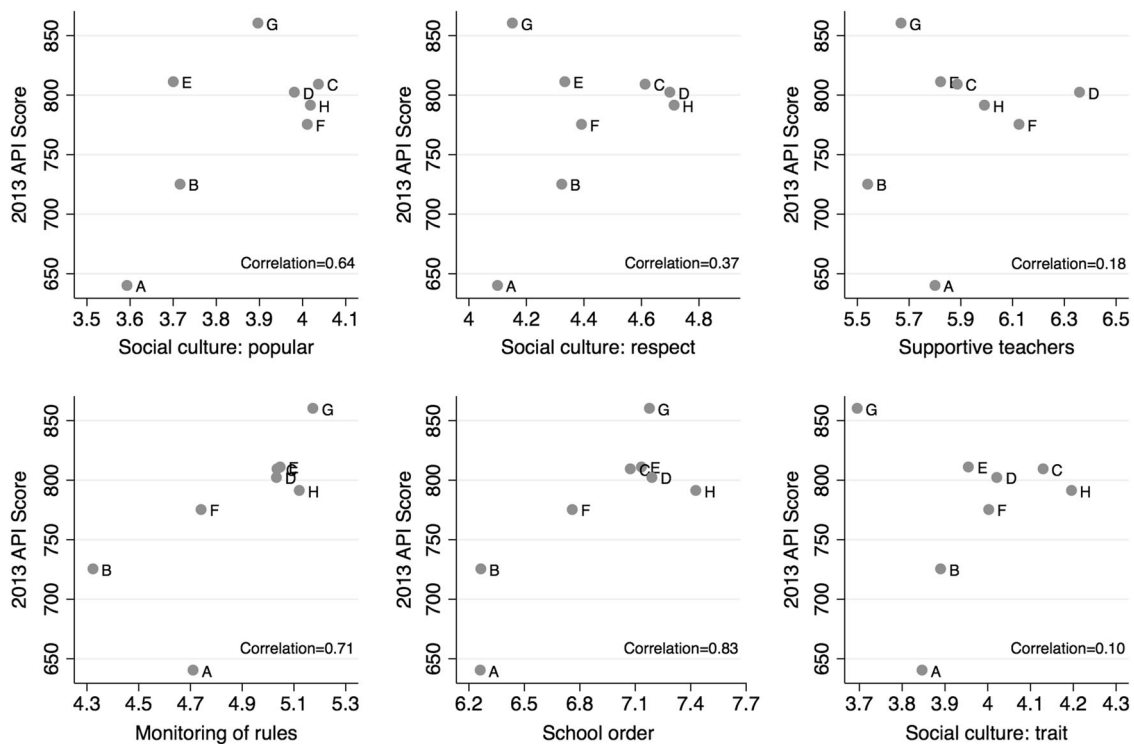 2013 API Score
850
800
750
700
650
G
E
C
D
H
F
B
A
Correlation=0.64
3.5 3.6 3.7 3.8 3.9 4 4.1
Social culture: popular
2013 API Score
850
800
750
700
650
G
E
C
D
H
F
B
A
Correlation=0.37
4 4.2 4.4 4.6 4.8
Social culture: respect
2013 API Score
850
800
750
700
650
G
E
C
D
H
F
B
A
Correlation=0.18
5.5 5.7 5.9 6.1 6.3 6.5
Supportive teachers
2013 API Score
850
800
750
700
650
G
E
C
D
H
F
B
A
Correlation=0.71
4.3 4.5 4.7 4.9 5.1 5.3
Monitoring of rules
2013 API Score
850
800
750
700
650
G
E
C
D
H
F
B
A
Correlation=0.83
6.2 6.5 6.8 7.1 7.4 7.7
School order
2013 API Score
850
800
750
700
650
G
E
C
D
H
F
B
A
Correlation=0.10
3.7 3.8 3.9 4 4.1 4.2 4.3
Social culture: trait